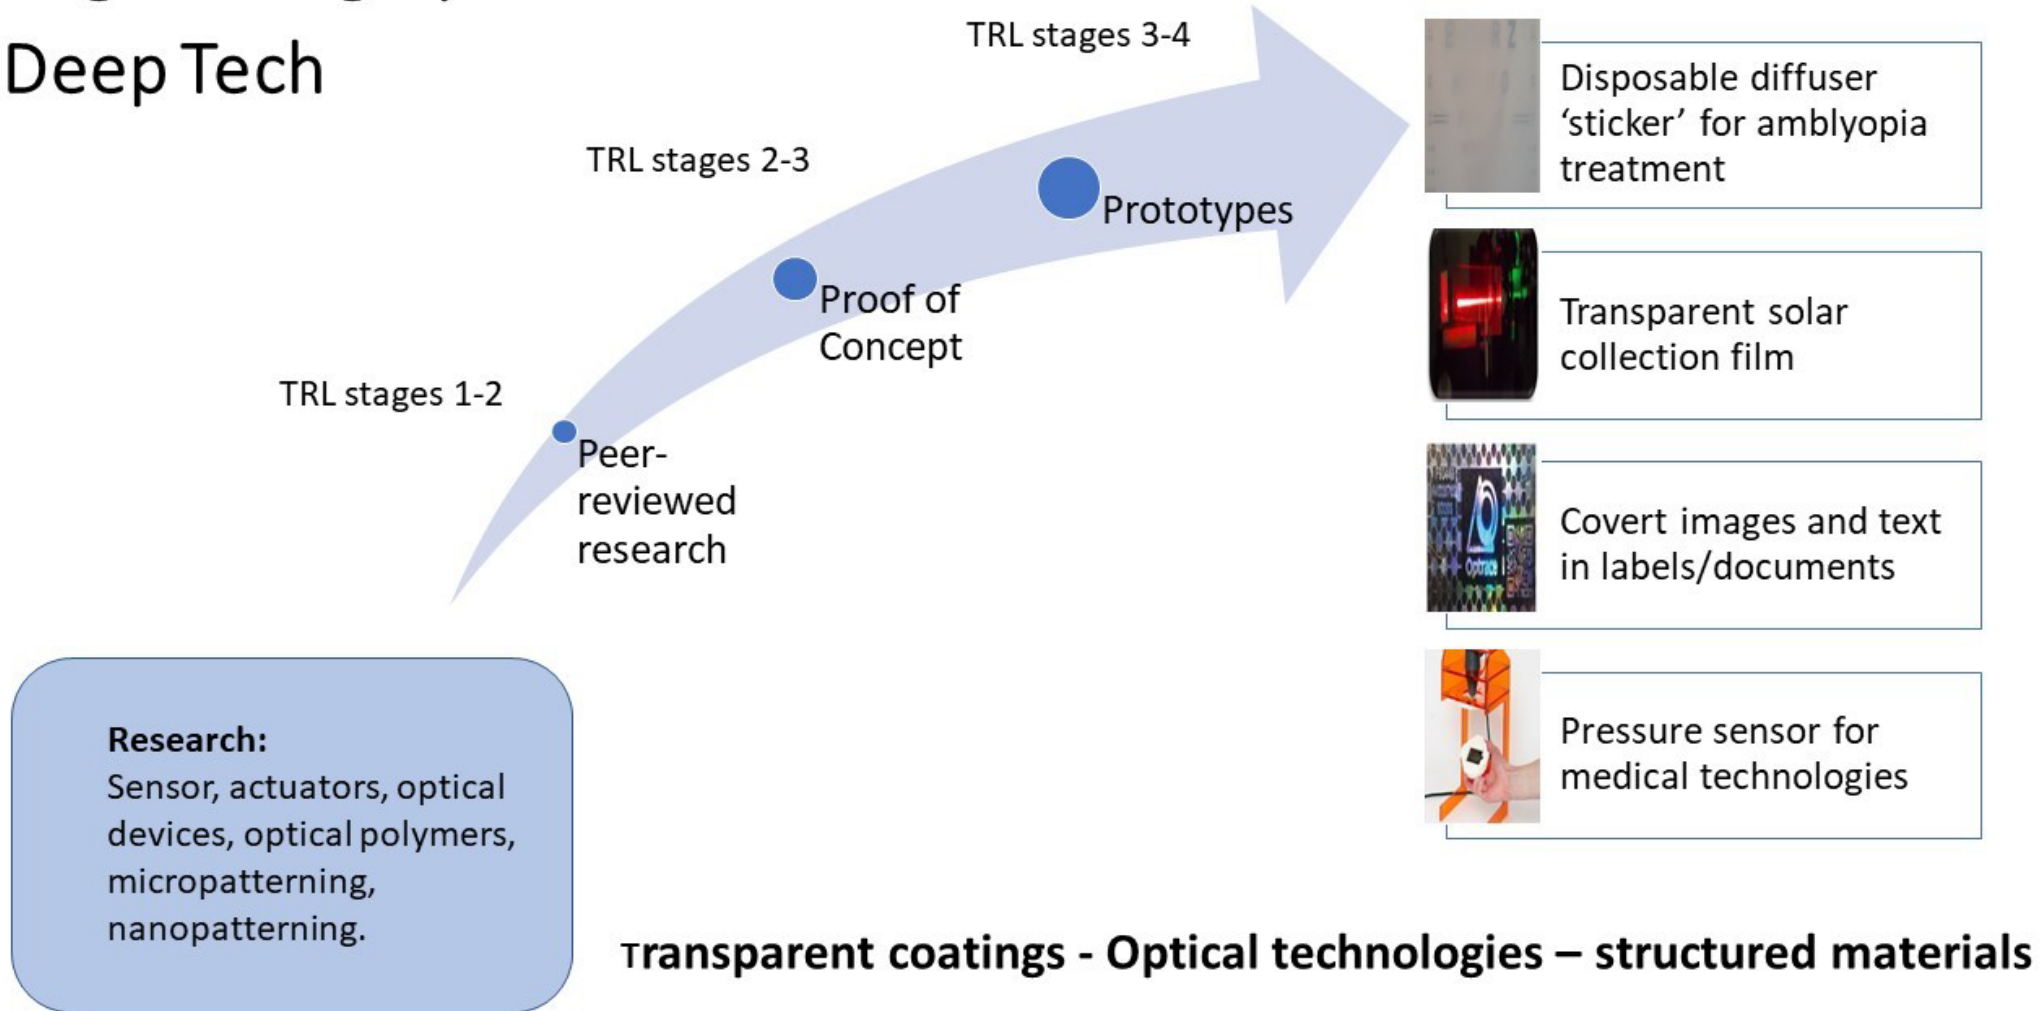 Deep Tech
TRL stages 3-4
TRL stages 2-3
TRL stages 1-2
Prototypes
Proof of
Concept
Peer-
reviewed
research
Disposable diffuser
‘sticker’ for amblyopia
treatment
Transparent solar
collection film
Optrace
Covert images and text
in labels/documents
Pressure sensor for
medical technologies
Research:
Sensor, actuators, optical
devices, optical polymers,
micropatterning,
nanopatterning.
Transparent coatings - Optical technologies – structured materials